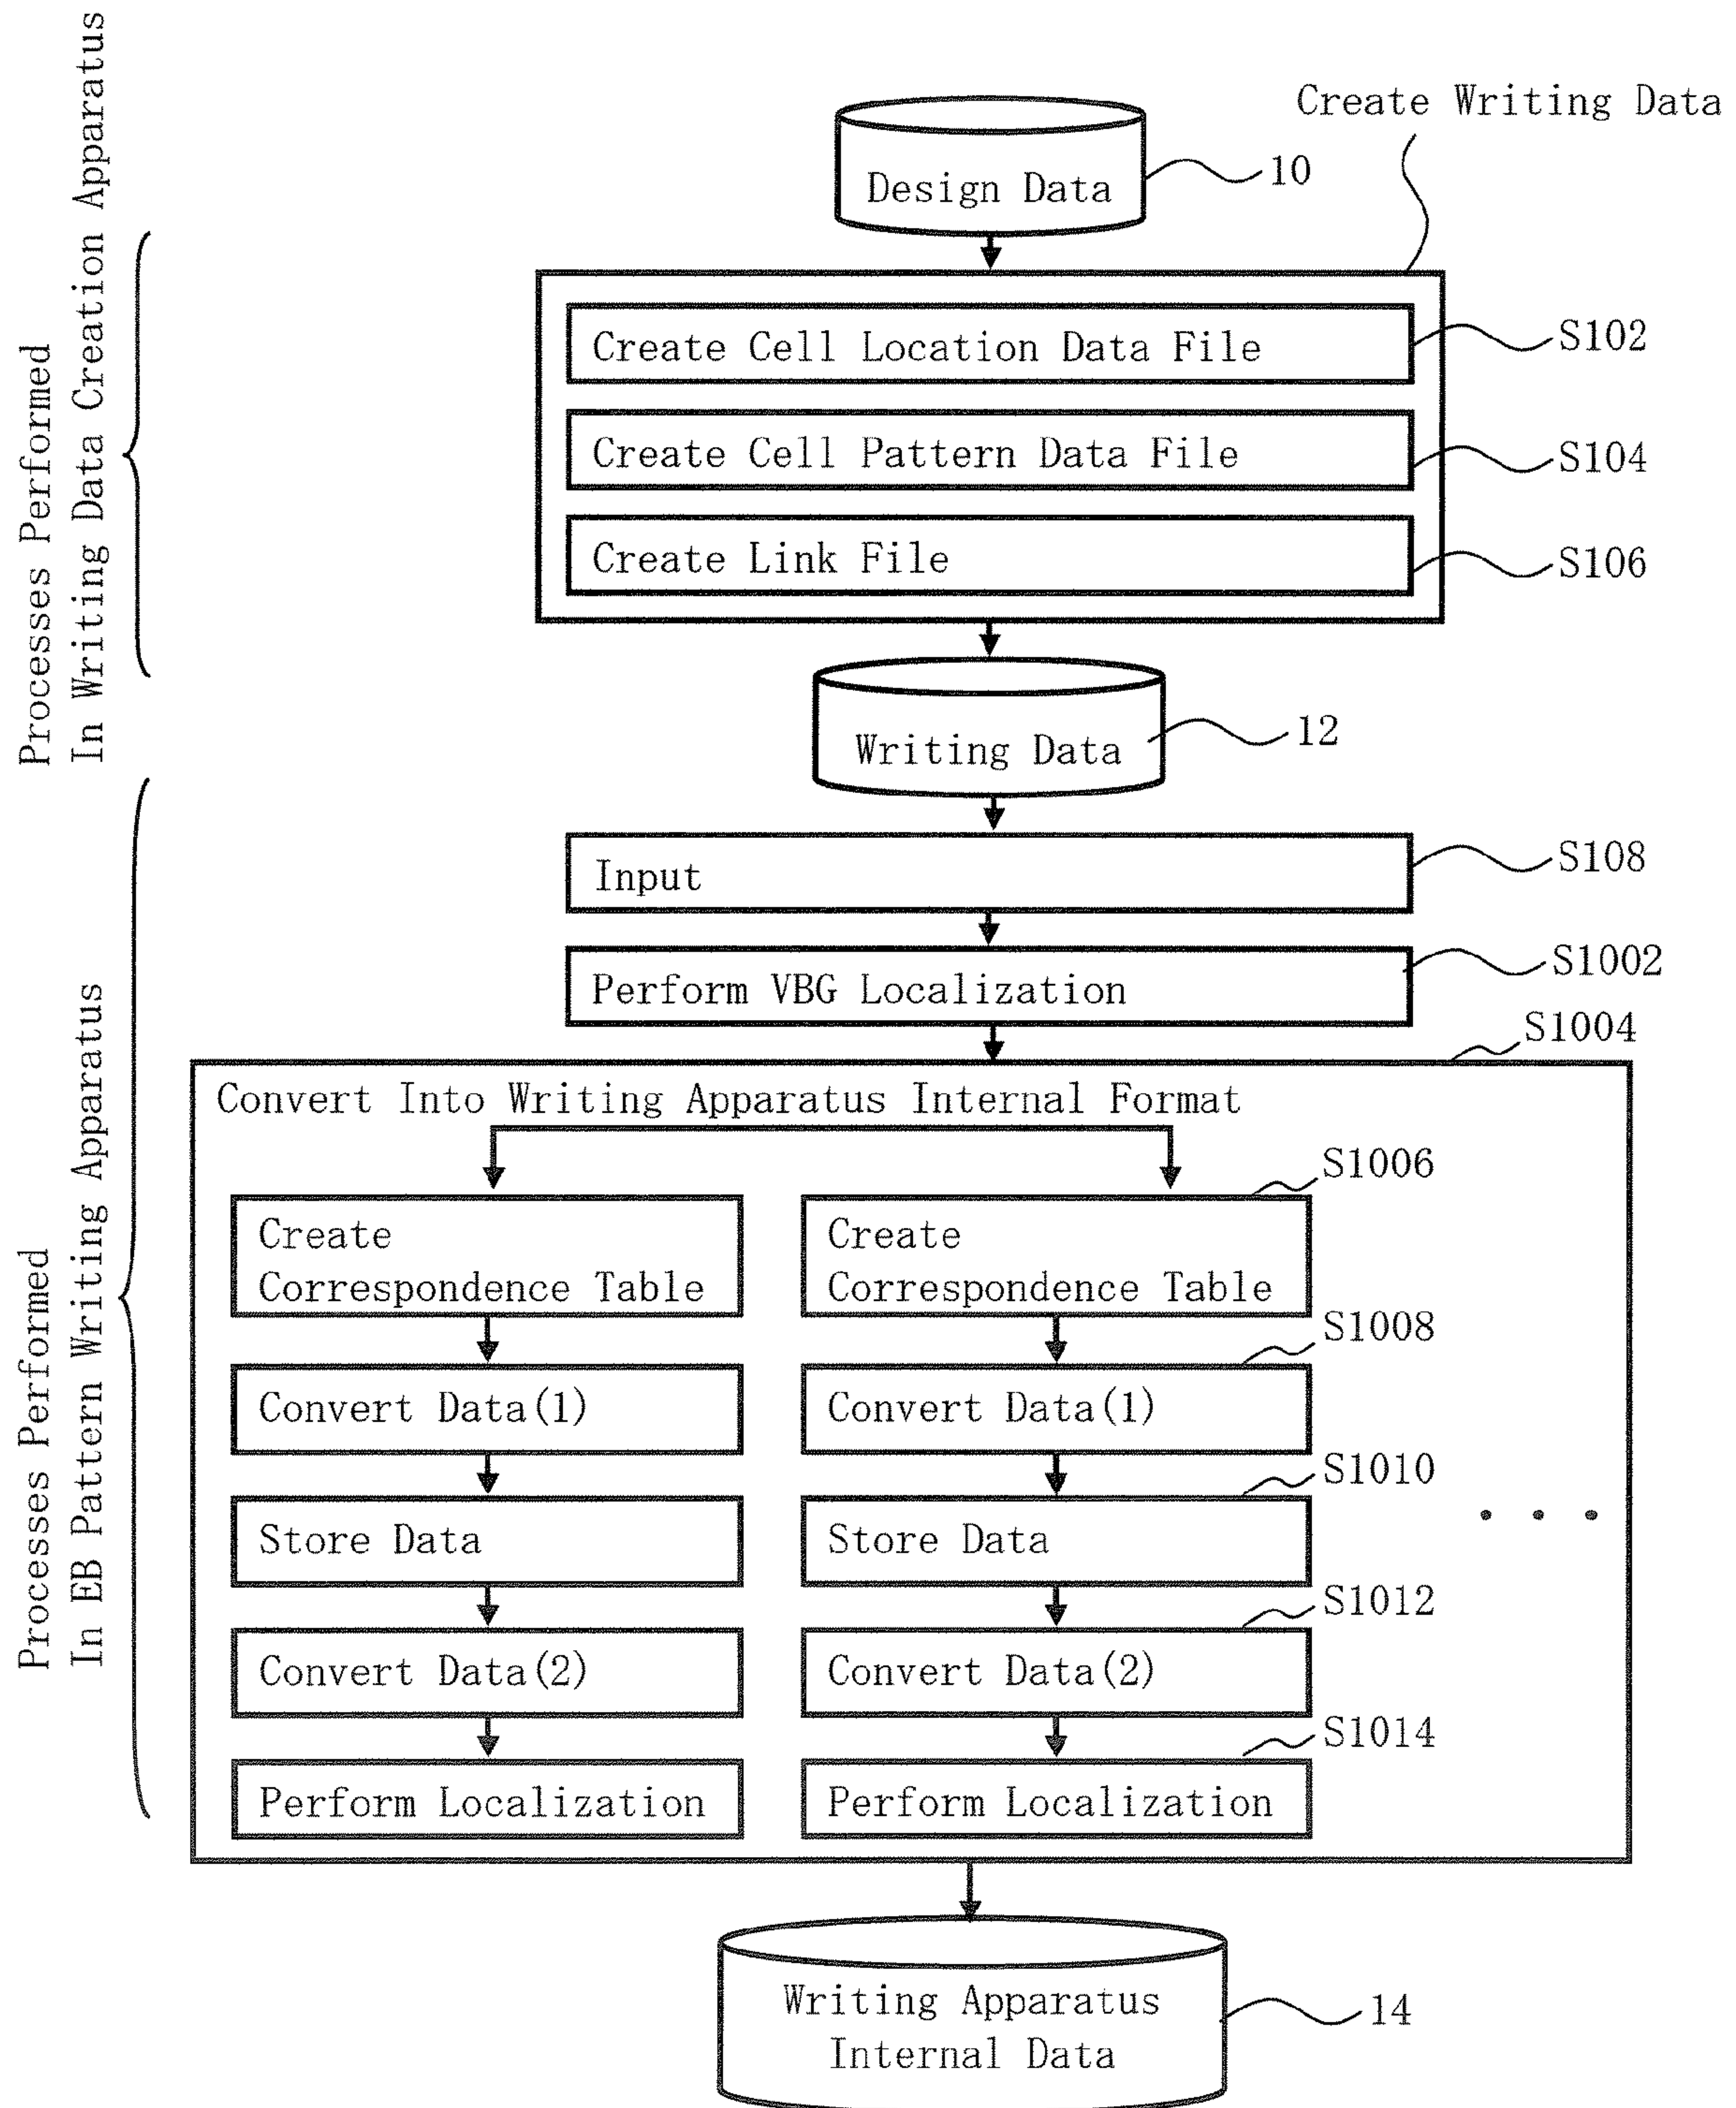 Create Writing Data
Design Data
10
Processes Performed
In Writing Data Creation Apparatus
Create Cell Location Data File
S102
Create Cell Pattern Data File
S104
Create Link File
S106
Writing Data
12
Processes Performed
In EB Pattern Writing Apparatus
Input
S108
Perform VBG Localization
S1002
S1004
Convert Into Writing Apparatus Internal Format
S1006
Create
Correspondence Table
Create
Correspondence Table
S1008
Convert Data(1)
Convert Data(1)
S1010
Store Data
Store Data
. . .
S1012
Convert Data(2)
Convert Data(2)
S1014
Perform Localization
Perform Localization
Writing Apparatus
Internal Data
14